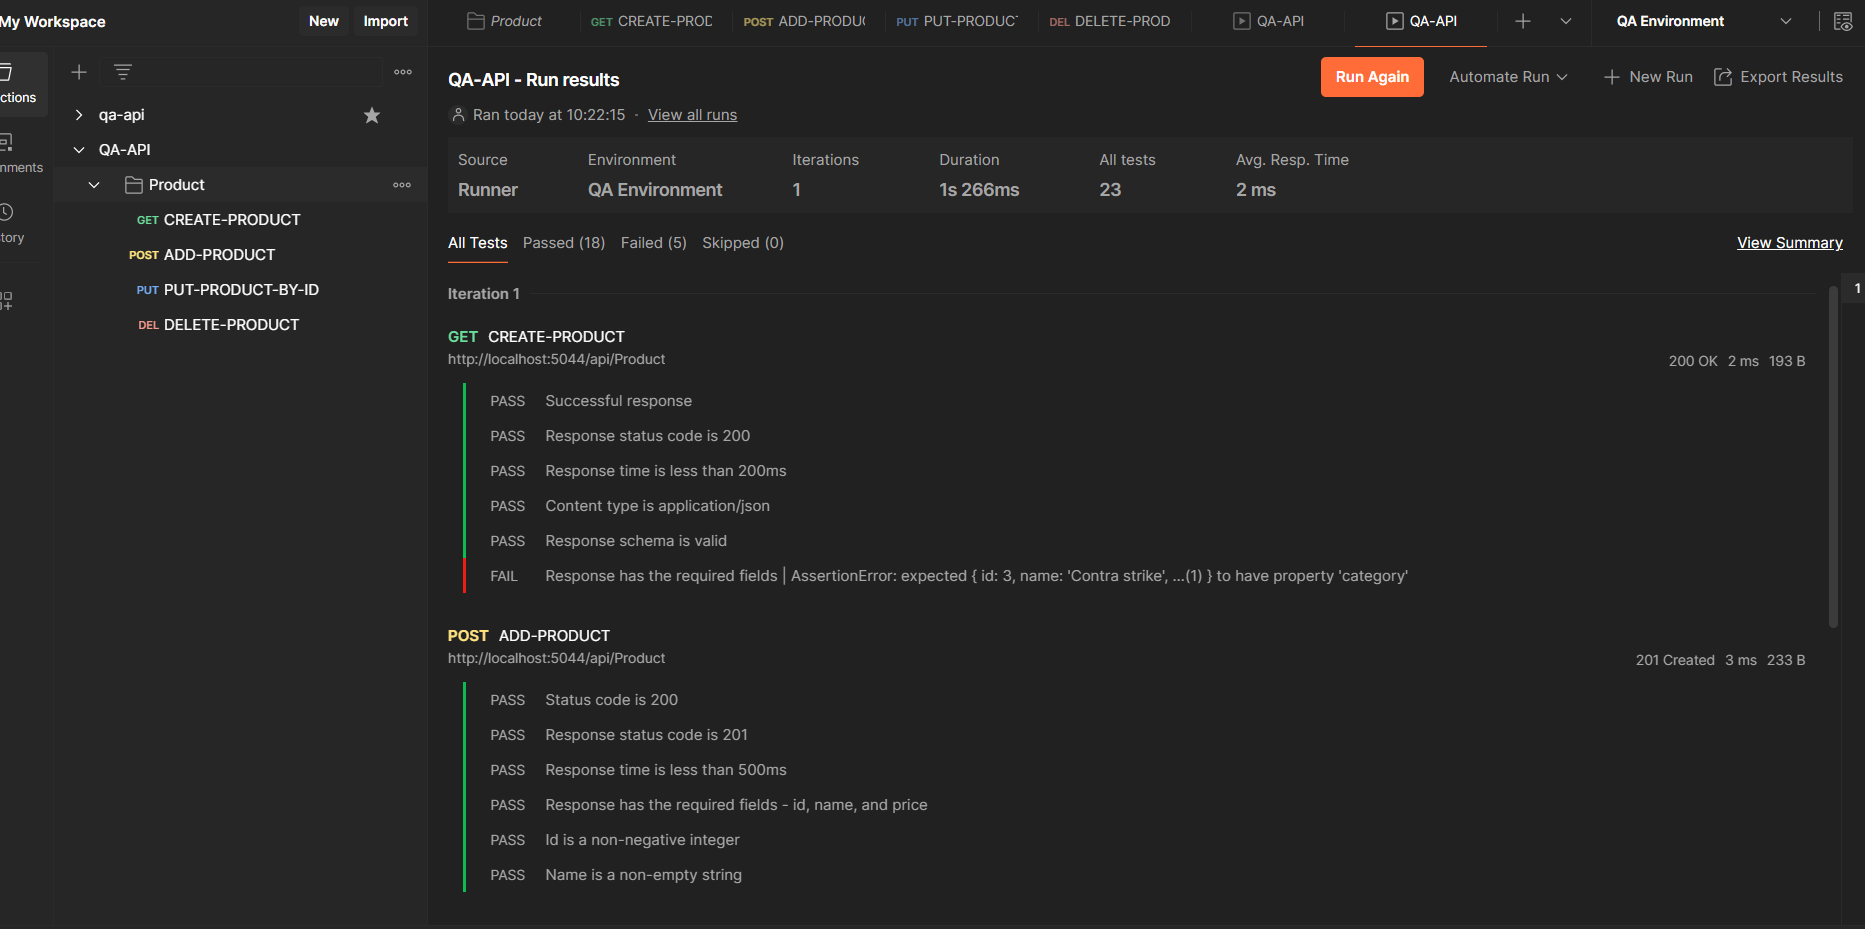 My Workspace
New
Import
Product
GET CREATE-PROD
POST ADD-PRODU
PUT PUT-PRODUC
DEL DELETE-PROD
QA-API
QA-API
QA Environment
ctions
mments
tory
qa-api
QA-API
Product
GET CREATE-PRODUCT
POST ADD-PRODUCT
PUT PUT-PRODUCT-BY-ID
DEL DELETE-PRODUCT
QA-API - Run results
Run Again
Automate Run
New Run
Export Results
Ran today at 10:22:15 · View all runs
Source Environment Iterations Duration All tests Avg. Resp. Time
Runner QA Environment 1 1s 266ms 23 2 ms
All Tests Passed (18) Failed (5) Skipped (0) View Summary
Iteration 1
1
GET CREATE-PRODUCT
http://localhost:5044/api/Product
200 OK 2 ms 193 B
PASS Successful response
PASS Response status code is 200
PASS Response time is less than 200ms
PASS Content type is application/json
PASS Response schema is valid
FAIL Response has the required fields | AssertionError: expected { id: 3, name: 'Contra strike', ...(1) } to have property 'category'
POST ADD-PRODUCT
http://localhost:5044/api/Product
201 Created 3 ms 233 B
PASS Status code is 200
PASS Response status code is 201
PASS Response time is less than 500ms
PASS Response has the required fields - id, name, and price
PASS Id is a non-negative integer
PASS Name is a non-empty string